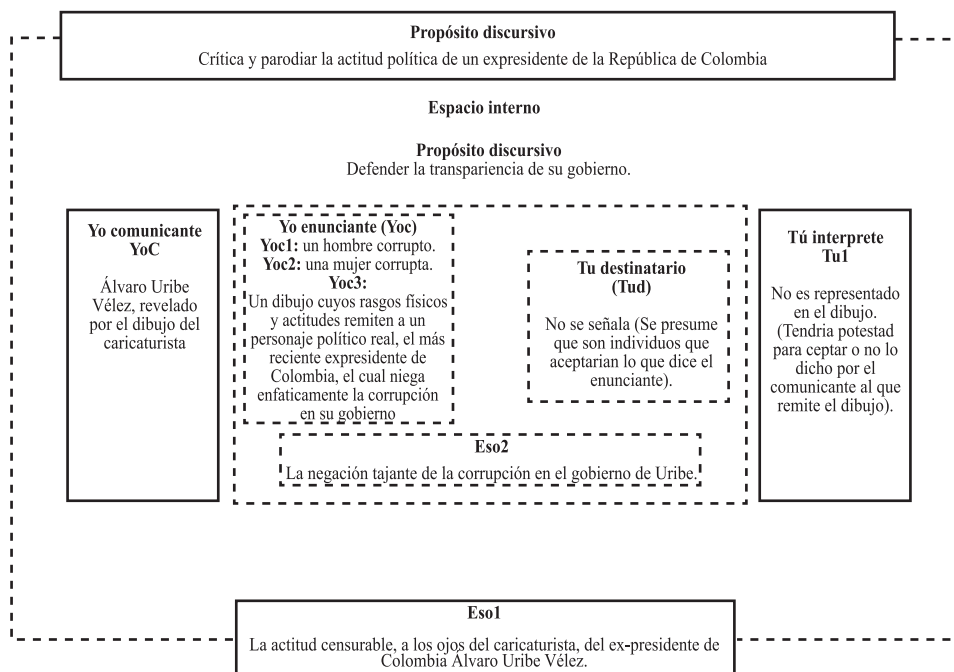 Propósito discursivo
Crítica y parodiar la actitud política de un expresidente de la República de Colombia
Espacio interno
Propósito discursivo
Defender la transparencia de su gobierno.
Yo comunicante
YoC
Álvaro Uribe
Vélez, revelado
por el dibujo del
caricaturista
Yo enunciante (Yoc)
Yoc1: un hombre corrupto.
Yoc2: una mujer corrupta.
Yoc3:
Un dibujo cuyos rasgos físicos
y actitudes remiten a un
personaje político real, el más
reciente expresidente de
Colombia, el cual niega
enfaticamente la corrupción
en su gobierno
Tu destinatario
(Tud)
No se señala (Se presume
que son individuos que
aceptarian lo que dice el
enunciante).
Eso2
La negación tajante de la corrupción en el gobierno de Uribe.
Tú interprete
Tu1
No es representado
en el dibujo.
(Tendria potestad
para ceptar o no lo
dicho por el
comunicante al que
remite el dibujo).
Eso1
La actitud censurable, a los ojos del caricaturista, del ex-presidente de
Colombia Álvaro Uribe Vélez.